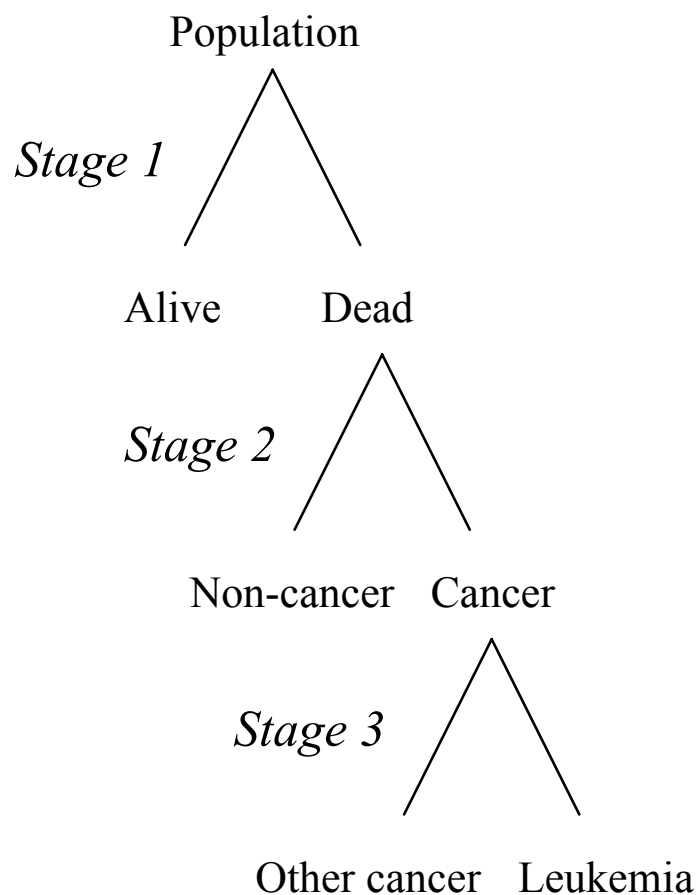 Population
Stage 1
Alive Dead
Stage 2
Non-cancer Cancer
Stage 3
Other cancer Leukemia